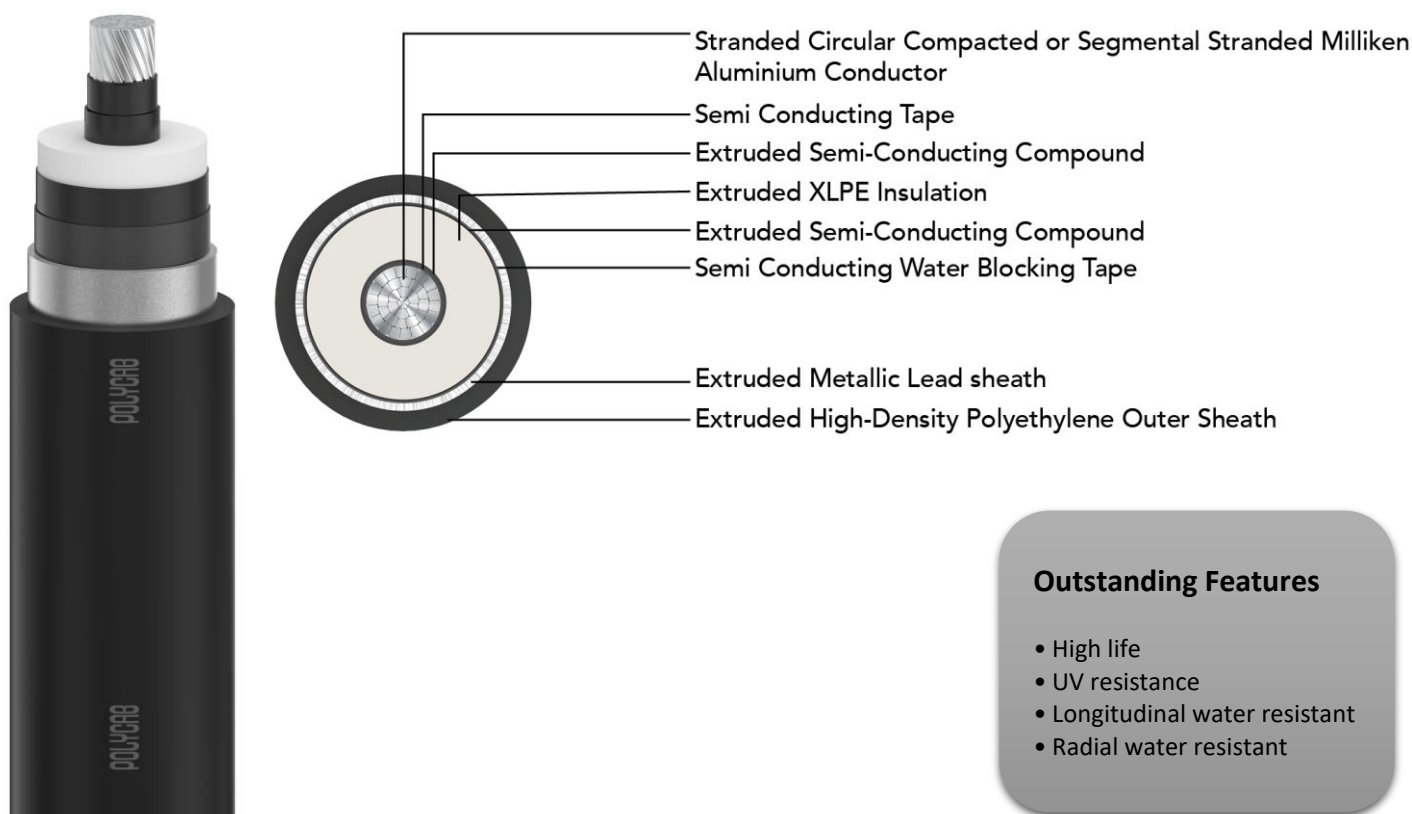 Stranded Circular Compacted or Segmental Stranded Milliken
Aluminium Conductor
Semi Conducting Tape
Extruded Semi-Conducting Compound
Extruded XLPE Insulation
Extruded Semi-Conducting Compound
Semi Conducting Water Blocking Tape
Extruded Metallic Lead sheath
Extruded High-Density Polyethylene Outer Sheath
POLYCAB
POLYCAB
Outstanding Features
• High life
• UV resistance
• Longitudinal water resistant
• Radial water resistant